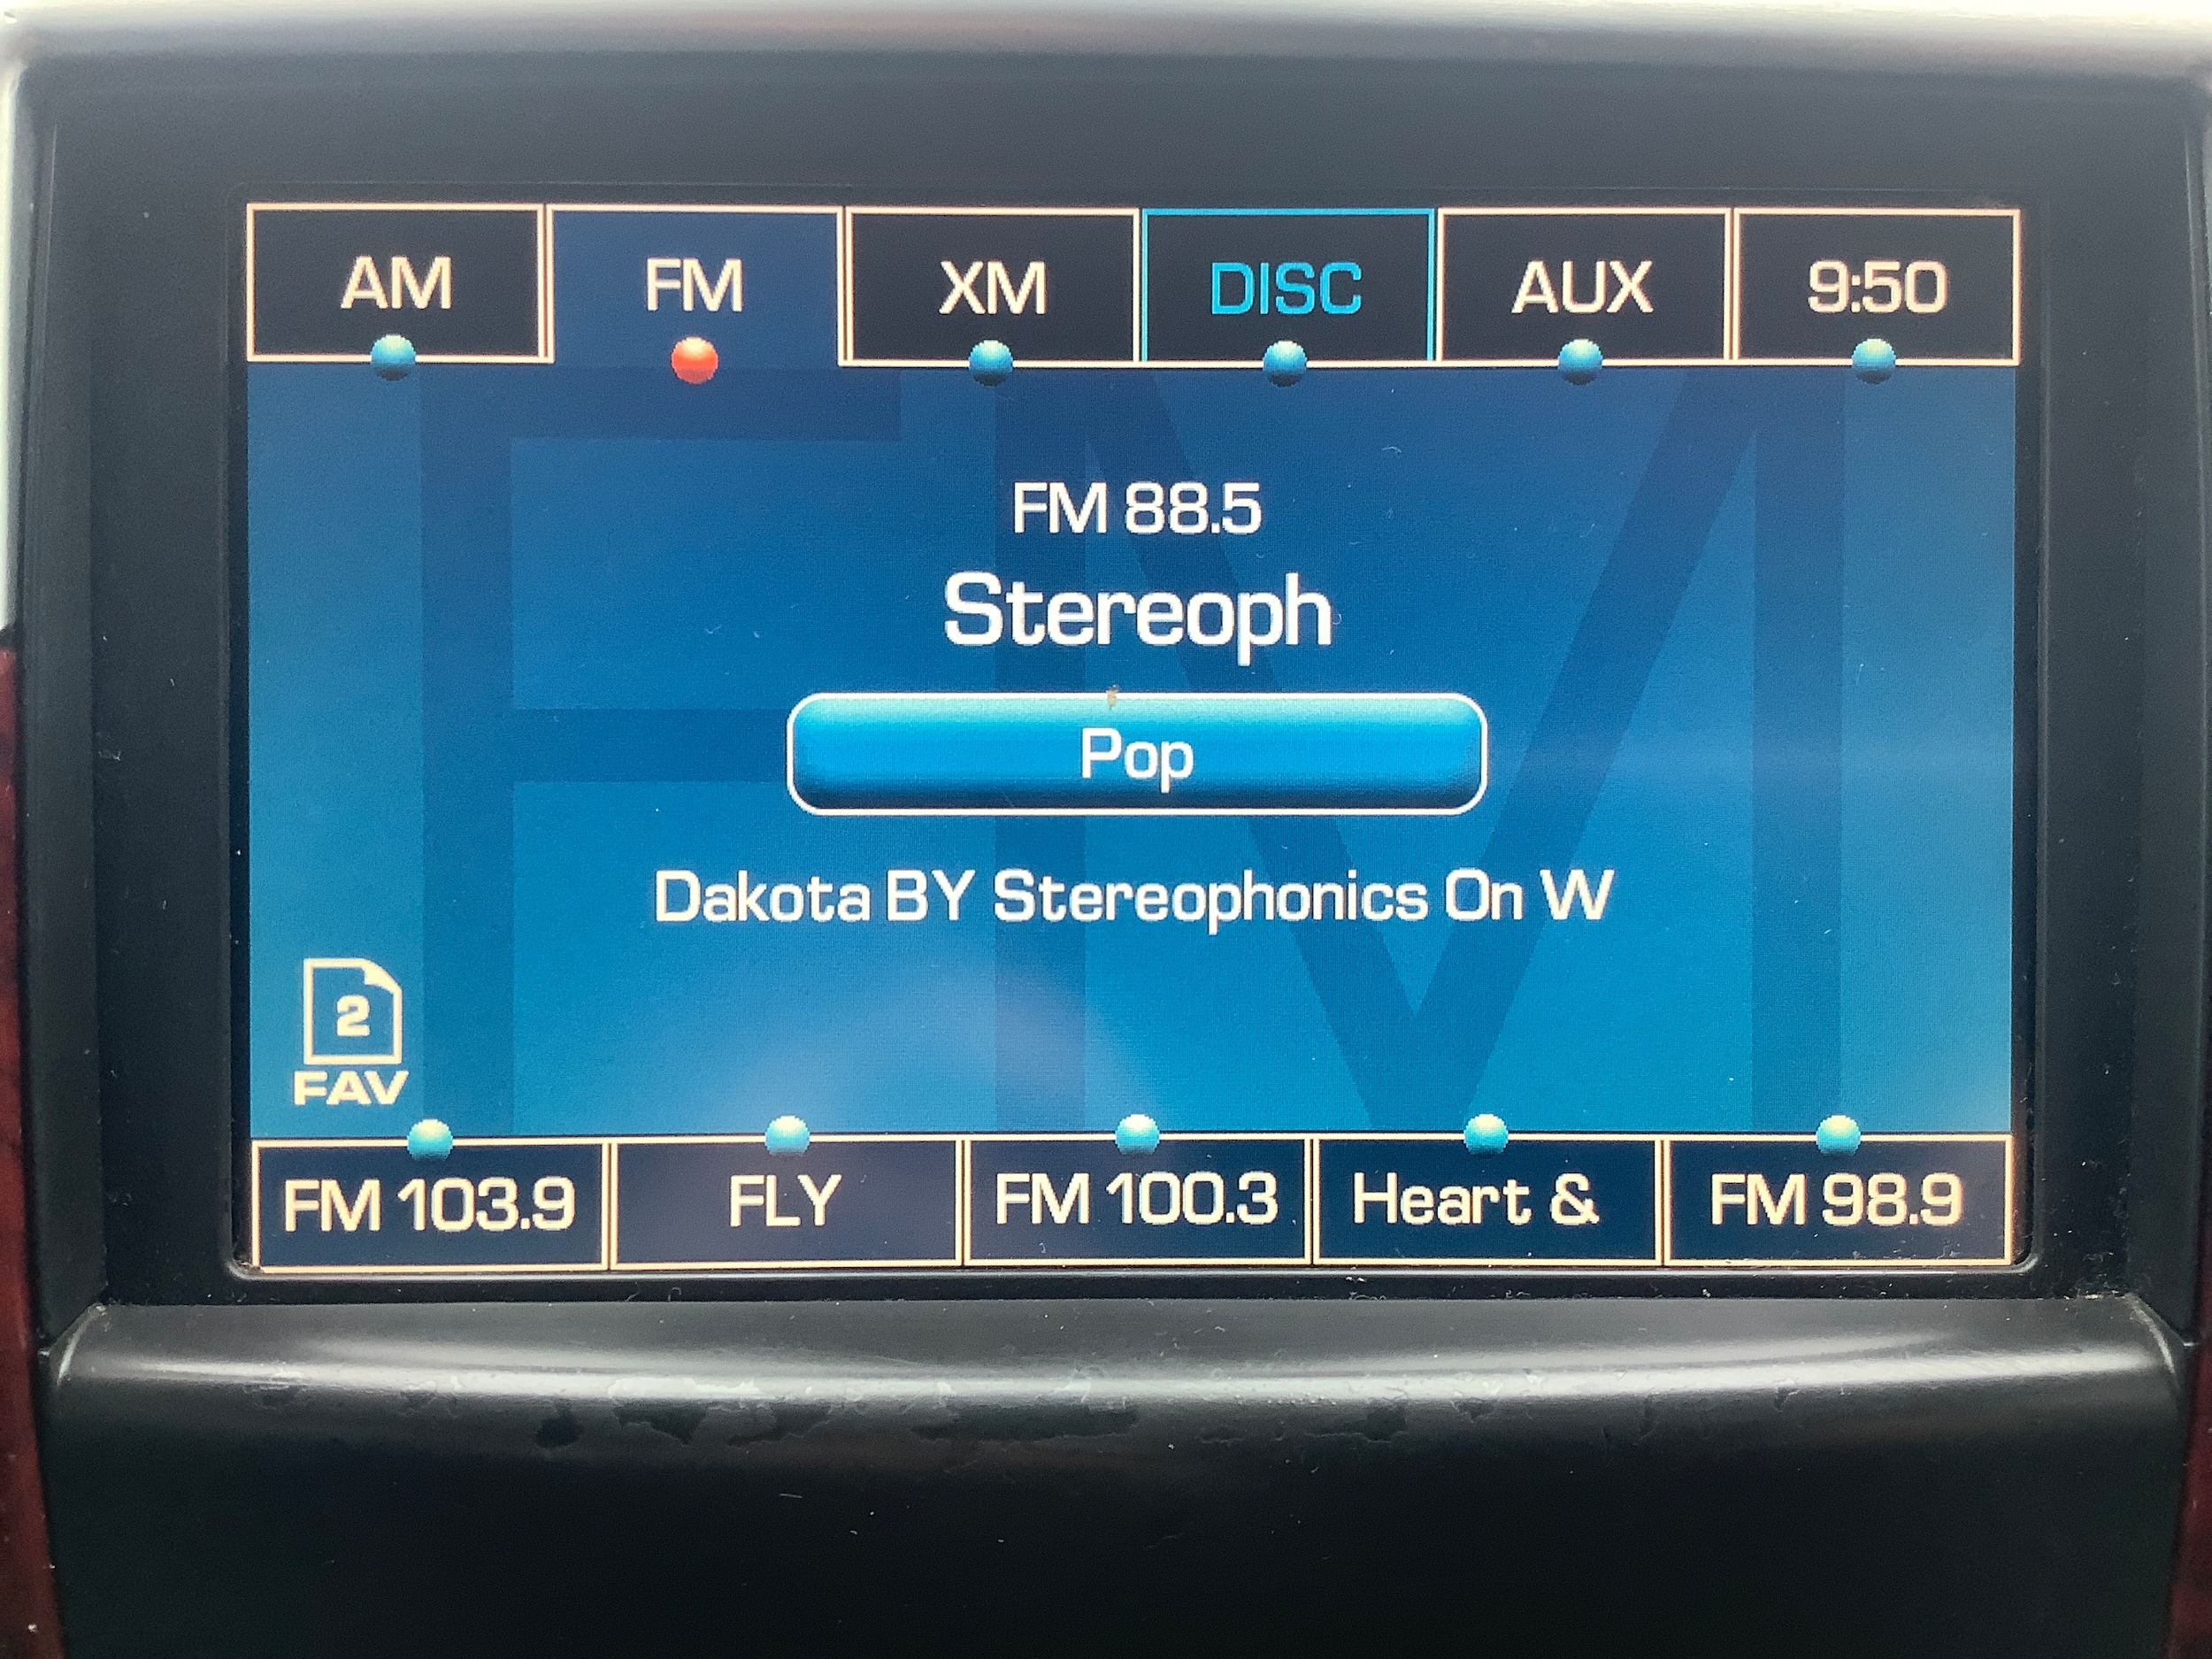 AM FM XM DISC AUX 9:50
FM 88.5
Stereoph
Pop
Dakota BY Stereophonics On W
2
FAV
FM 103.9 FLY FM 100.3 Heart & FM 98.9